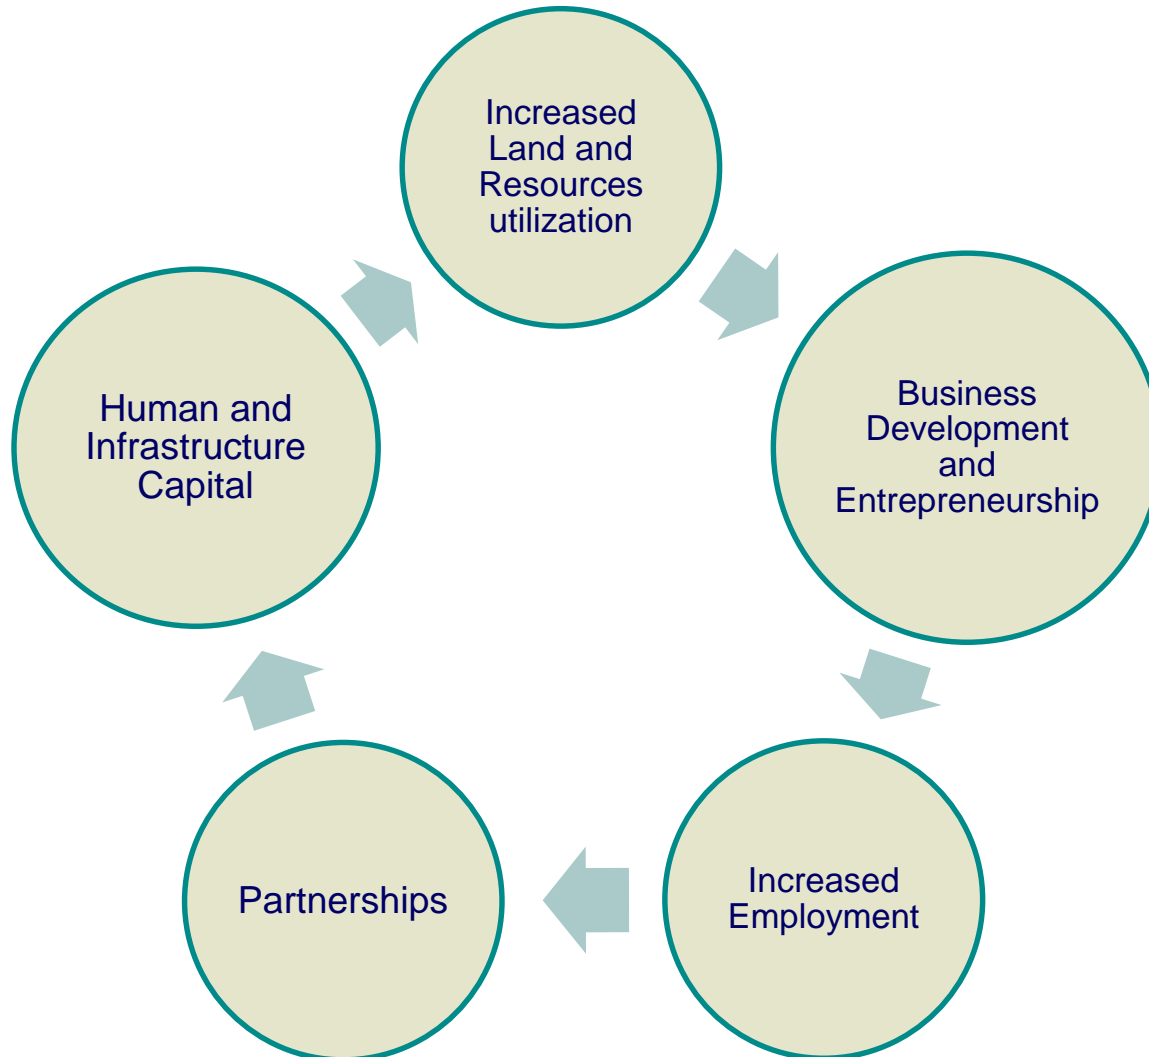 Increased
Land and
Resources
utilization
Business
Development
and
Entrepreneurship
Increased
Employment
Partnerships
Human and
Infrastructure
Capital